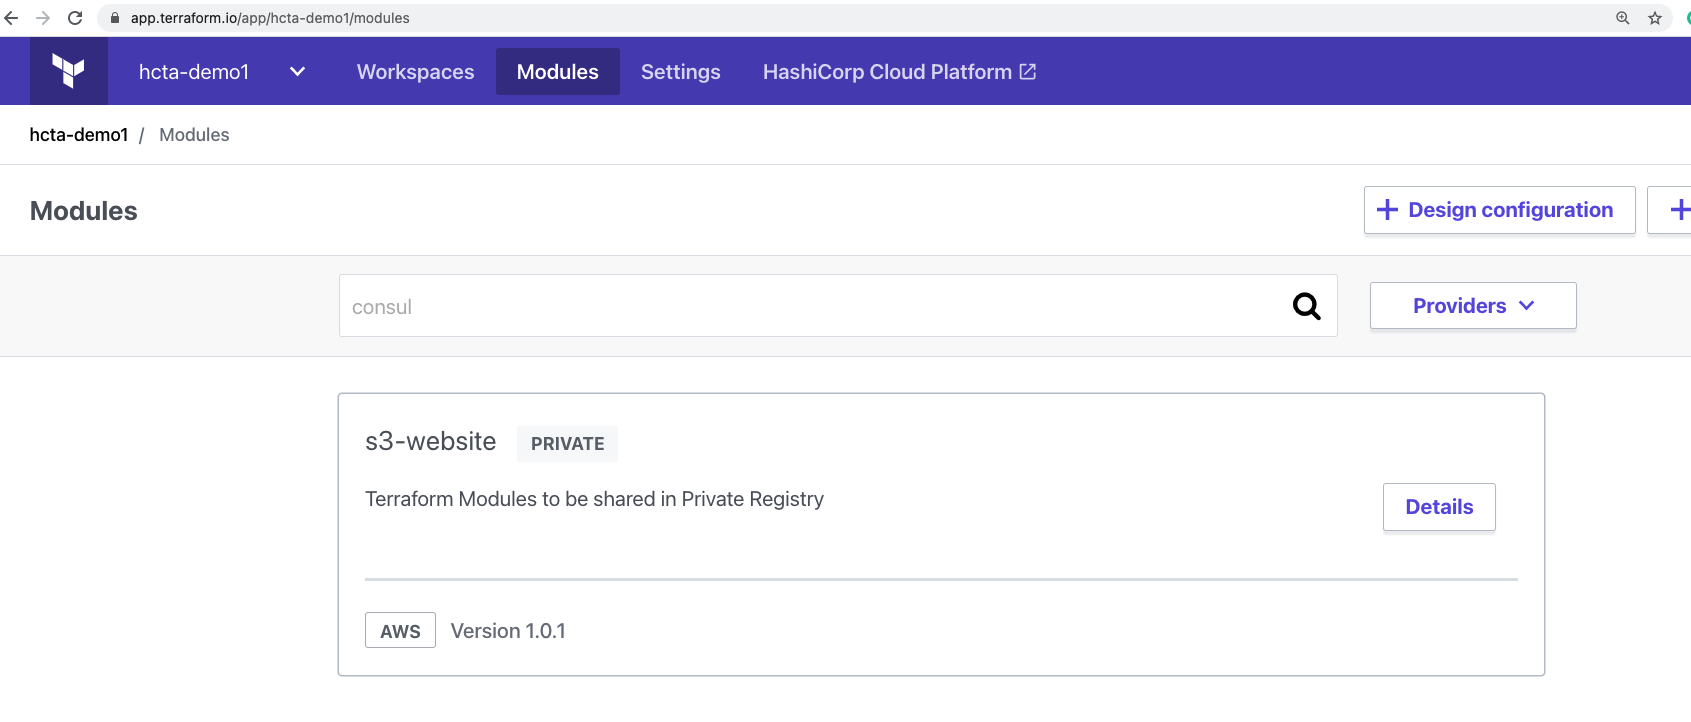 app.terraform.io/app/hcta-demo1/modules
hcta-demo1 Workspaces Modules Settings HashiCorp Cloud Platform
hcta-demo1 / Modules
Modules
+ Design configuration +
consul
Providers
s3-website PRIVATE
Terraform Modules to be shared in Private Registry
Details
AWS Version 1.0.1